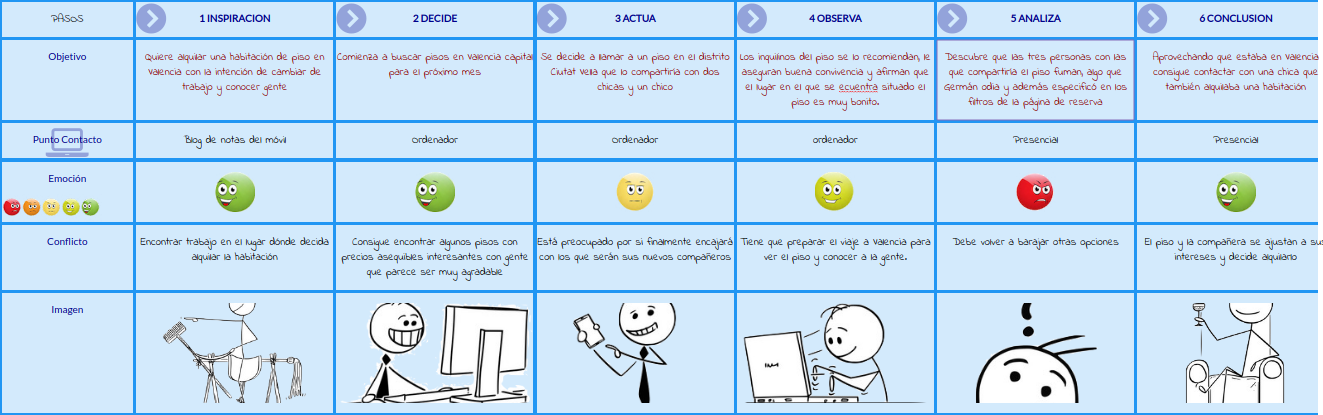 PASOS
1 INSPIRACION
2 DECIDE
3 ACTUA
4 OBSERVA
5 ANALIZA
6 CONCLUSION
Objetivo
Quiere alquilar una habitación de piso en
Valencia con la intención de cambiar de
trabajo y conocer gente
Comienza a buscar pisos en Valencia capital
para el próximo mes
Se decide a llamar a un piso en el distrito
Ciutat Vella que lo compartiría con dos
chicas y un chico
Los inquilinos del piso se lo recomiendan, le
aseguran buena convivencia y afirman que
el lugar en el que se ecuentra situado el
piso es muy bonito.
Descubre que las tres personas con las
que compartiría el piso fuman, algo que
Germán odia y además especificó en los
filtros de la página de reserva
Aprovechando que estaba en Valencia
consigue contactar con una chica que
también alquilaba una habitación
Punto Contacto
Blog de notas del móvil
ordenador
ordenador
ordenador
Presencial
Presencial
Emoción
Conflicto
Encontrar trabajo en el lugar dónde decida
alquilar la habitación
Consigue encontrar algunos pisos con
precios asequibles interesantes con gente
que parece ser muy agradable
Está preocupado por si finalmente encajará
con los que serán sus nuevos compañeros
Tiene que preparar el viaje a Valencia para
ver el piso y conocer a la gente.
Debe volver a barajar otras opciones
El piso y la compañera se ajustan a sus
intereses y decide alquilarlo
Imagen